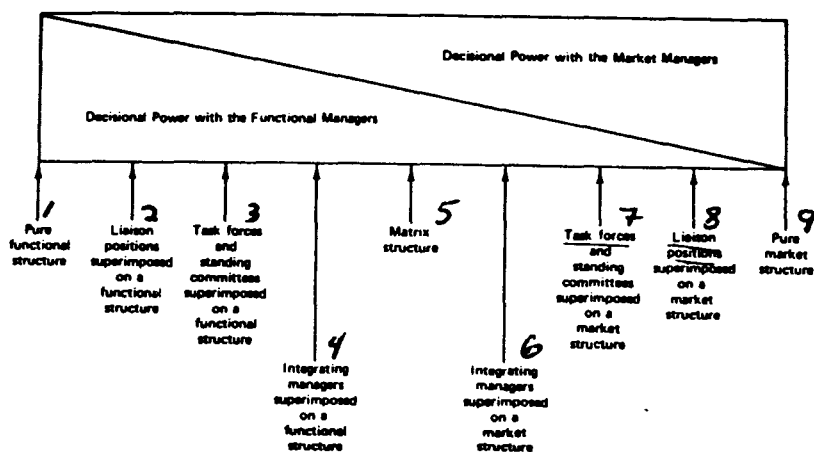 Decisional Power with the Market Managers
Decisional Power with the Functional Managers
1
Pure
functional
structure
2
Liaison
positions
superimposed
on a
functional
structure
3
Task forces
and
standing
committees
superimposed
on a
functional
structure
4
Integrating
managers
superimposed
on a
functional
structure
5
Matrix
structure
6
Integrating
managers
superimposed
on a
market
structure
7
Task forces
and
standing
committees
superimposed
on a
market
structure
8
Liaison
positions
superimposed
on a
market
structure
9
Pure
market
structure